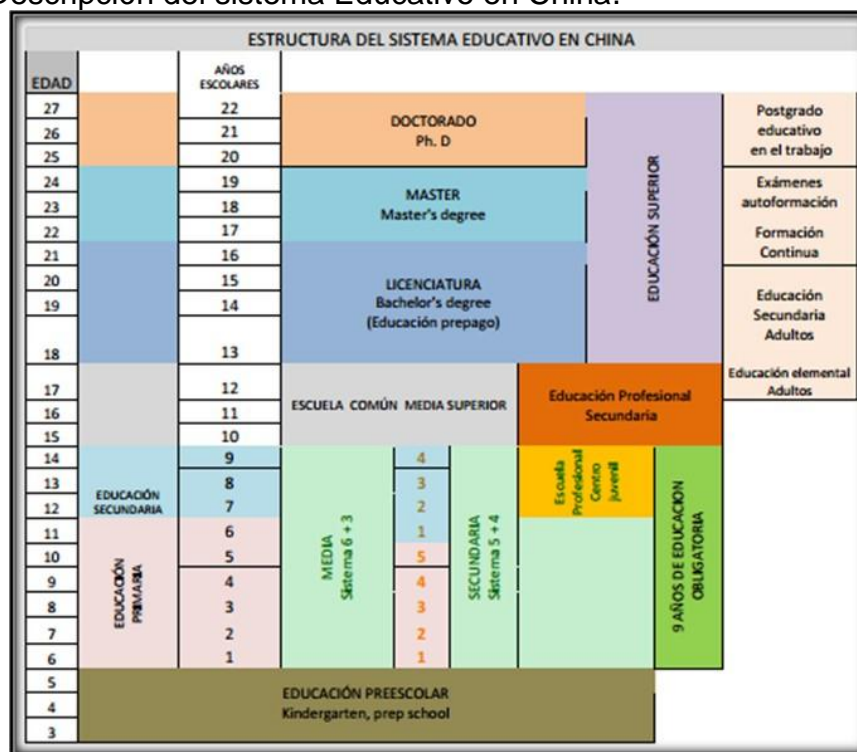 Descripción del sistema Educativo en China.
ESTRUCTURA DEL SISTEMA EDUCATIVO EN CHINA
EDAD
AÑOS
ESCOLARES
27
22
26
21
25
20
DOCTORADO
Ph. D
Postgrado
educativo
en el trabajo
24
19
23
18
22
17
MASTER
Master's degree
Exámenes
autoformación
Formación
Continua
21
16
20
15
19
14
18
13
LICENCIATURA
Bachelor's degree
(Educación prepago)
EDUCACIÓN SUPERIOR
Educación
Secundaria
Adultos
Educación elemental
Adultos
17
12
16
11
15
10
ESCUELA COMÚN MEDIA SUPERIOR
Educación Profesional
Secundaria
14
9
4
13
8
3
12
7
2
11
6
1
10
5
5
9
4
4
8
3
3
7
2
2
6
1
1
EDUCACIÓN
SECUNDARIA
EDUCACIÓN
PRIMARIA
MEDIA
Sistema 6 + 3
SECUNDARIA
Sistema 5 + 4
Escuela
Profesional
Centro
juvenil
9 AÑOS DE EDUCACION
OBLIGATORIA
5
4
3
EDUCACIÓN PREESCOLAR
Kindergarten, prep school